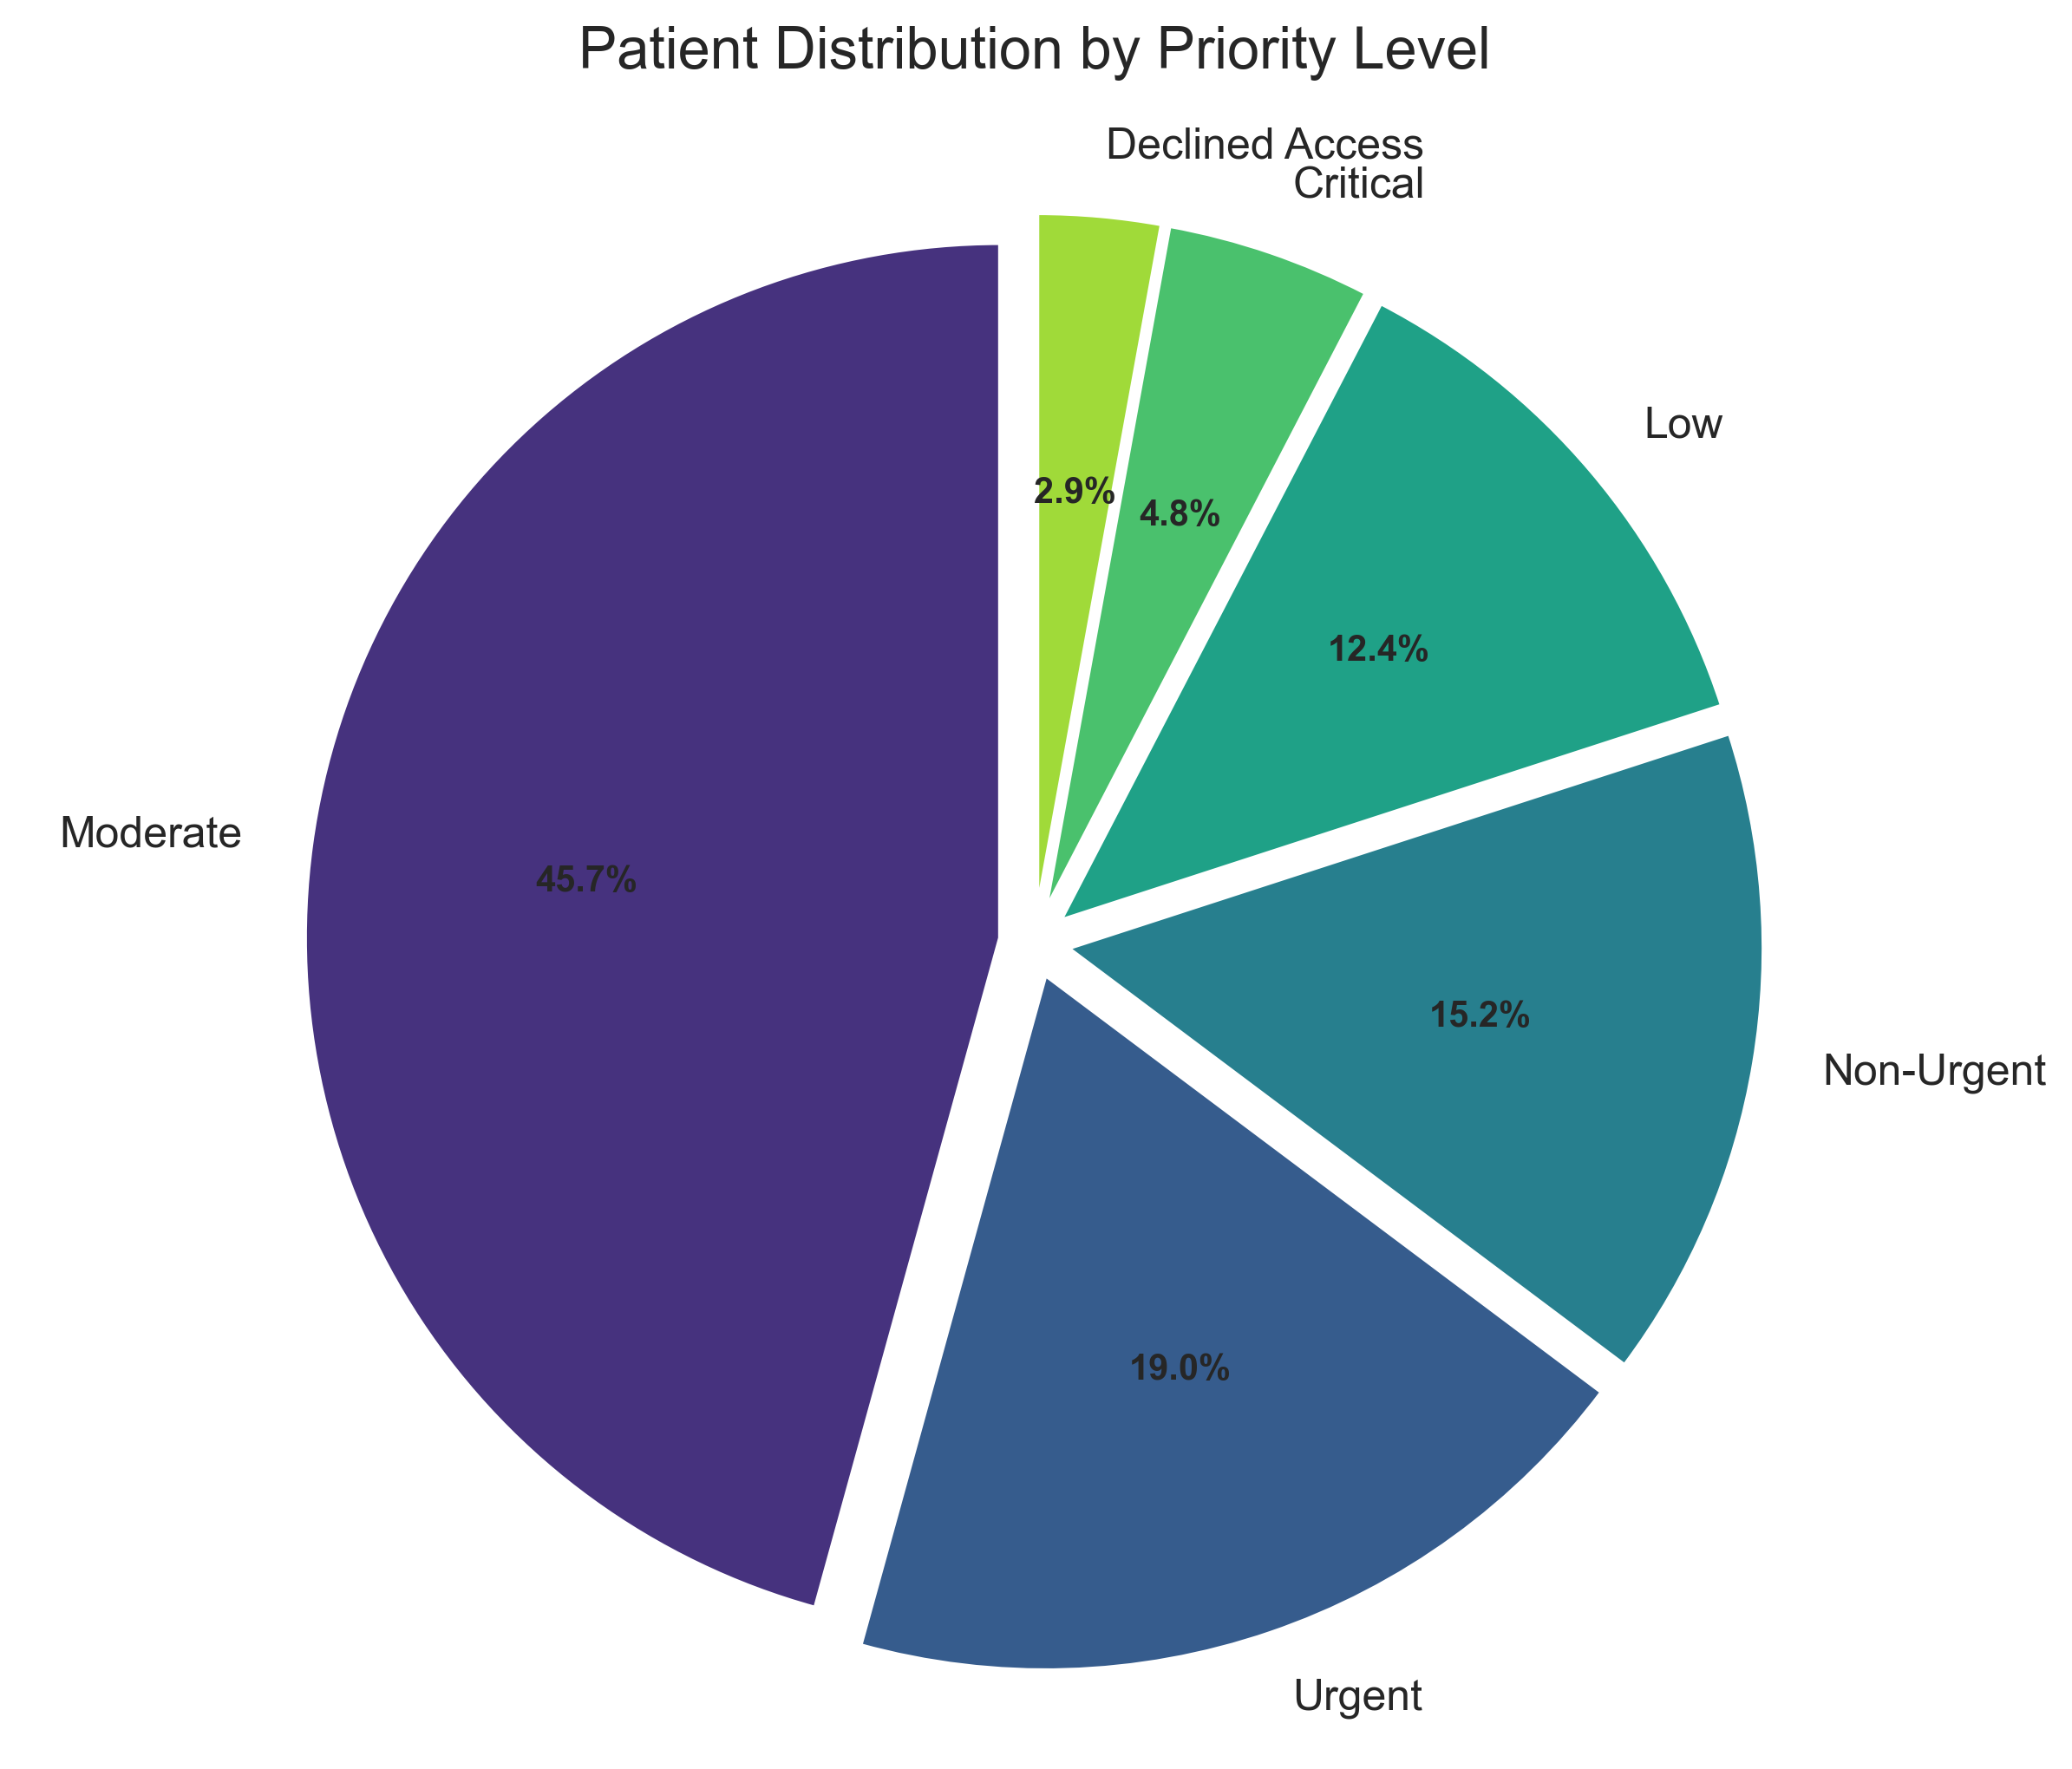 Patient Distribution by Priority Level
Declined Access
Critical
Low
2.9%
4.8%
12.4%
Moderate
45.7%
15.2%
Non-Urgent
19.0%
Urgent